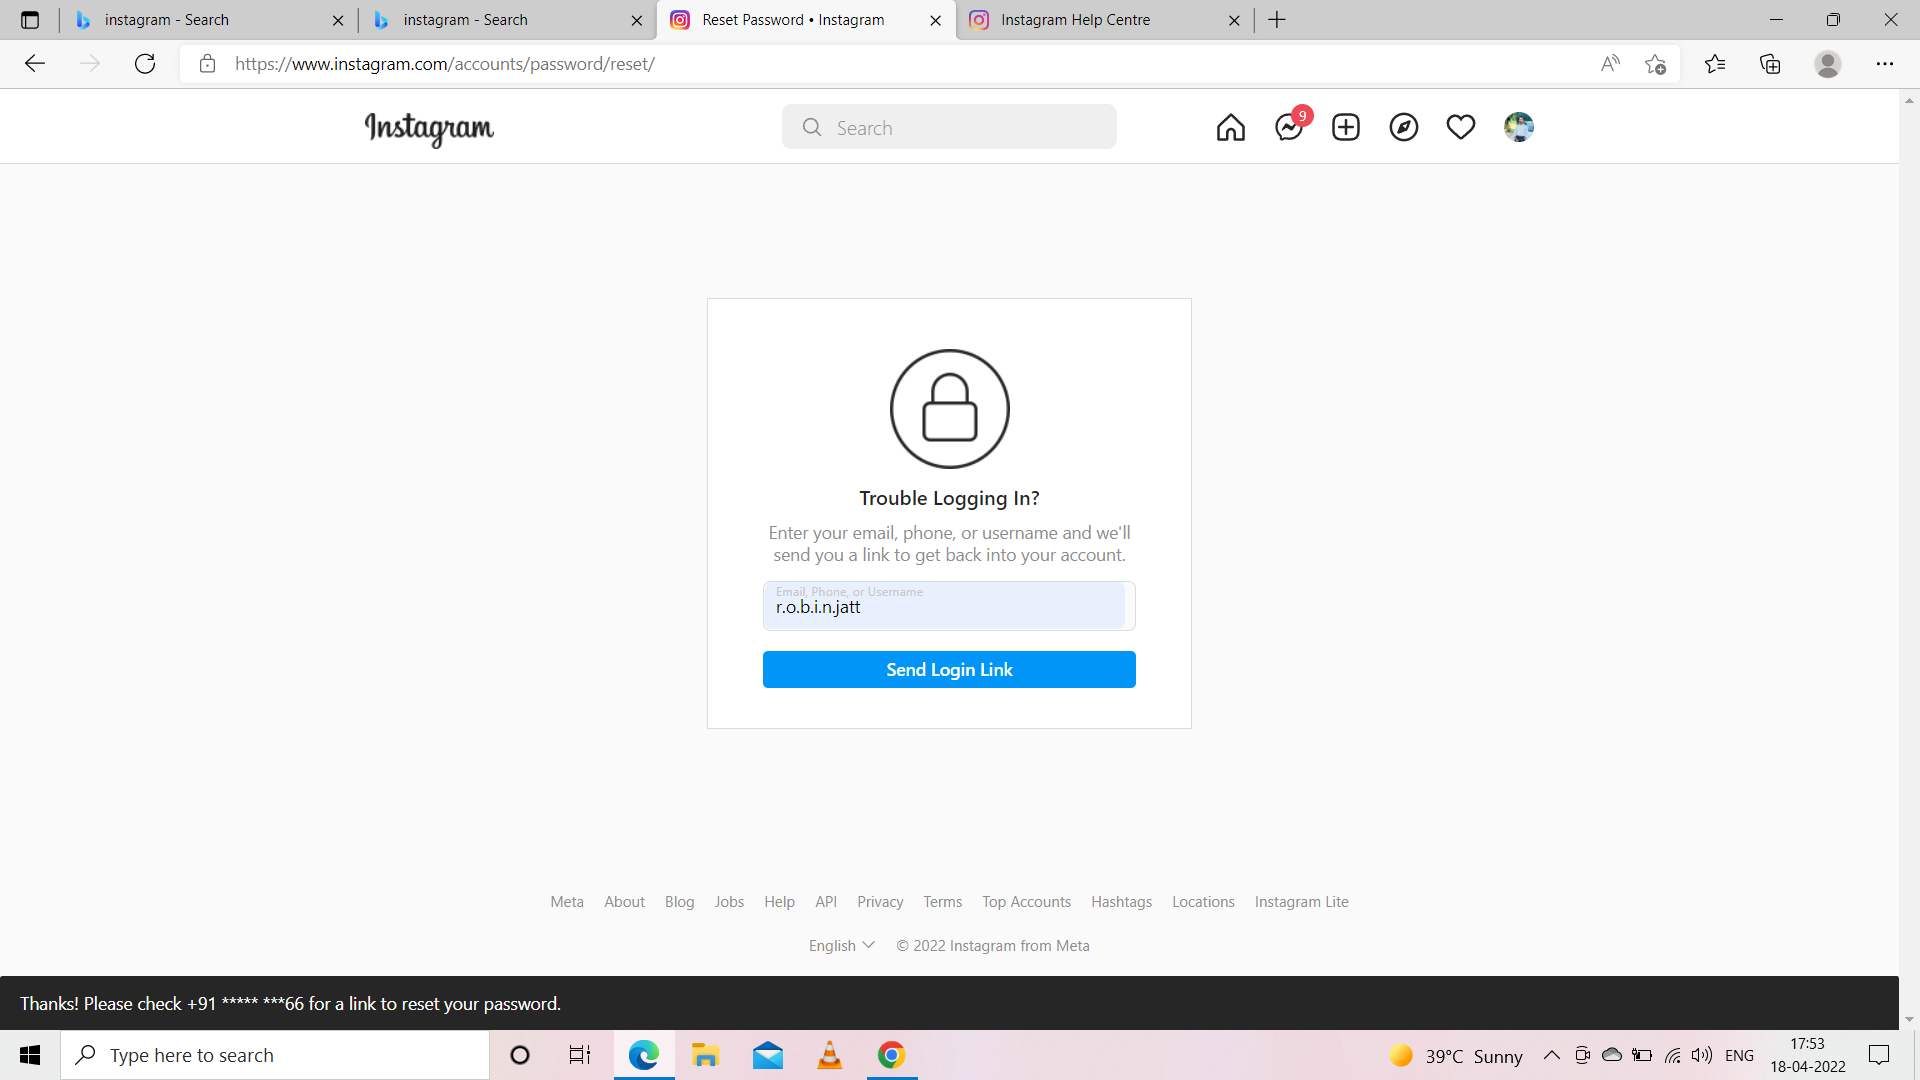 instagram - Search
instagram - Search
Reset Password • Instagram
Instagram Help Centre
https://www.instagram.com/accounts/password/reset/
Instagram
Search
9
Trouble Logging In?
Enter your email, phone, or username and we'll
send you a link to get back into your account.
Email, Phone, or Username
r.o.b.i.n.jatt
Send Login Link
Meta About Blog Jobs Help API Privacy Terms Top Accounts Hashtags Locations Instagram Lite
English © 2022 Instagram from Meta
Thanks! Please check +91 ***** ***66 for a link to reset your password.
Type here to search
39°C Sunny
ENG
17:53
18-04-2022